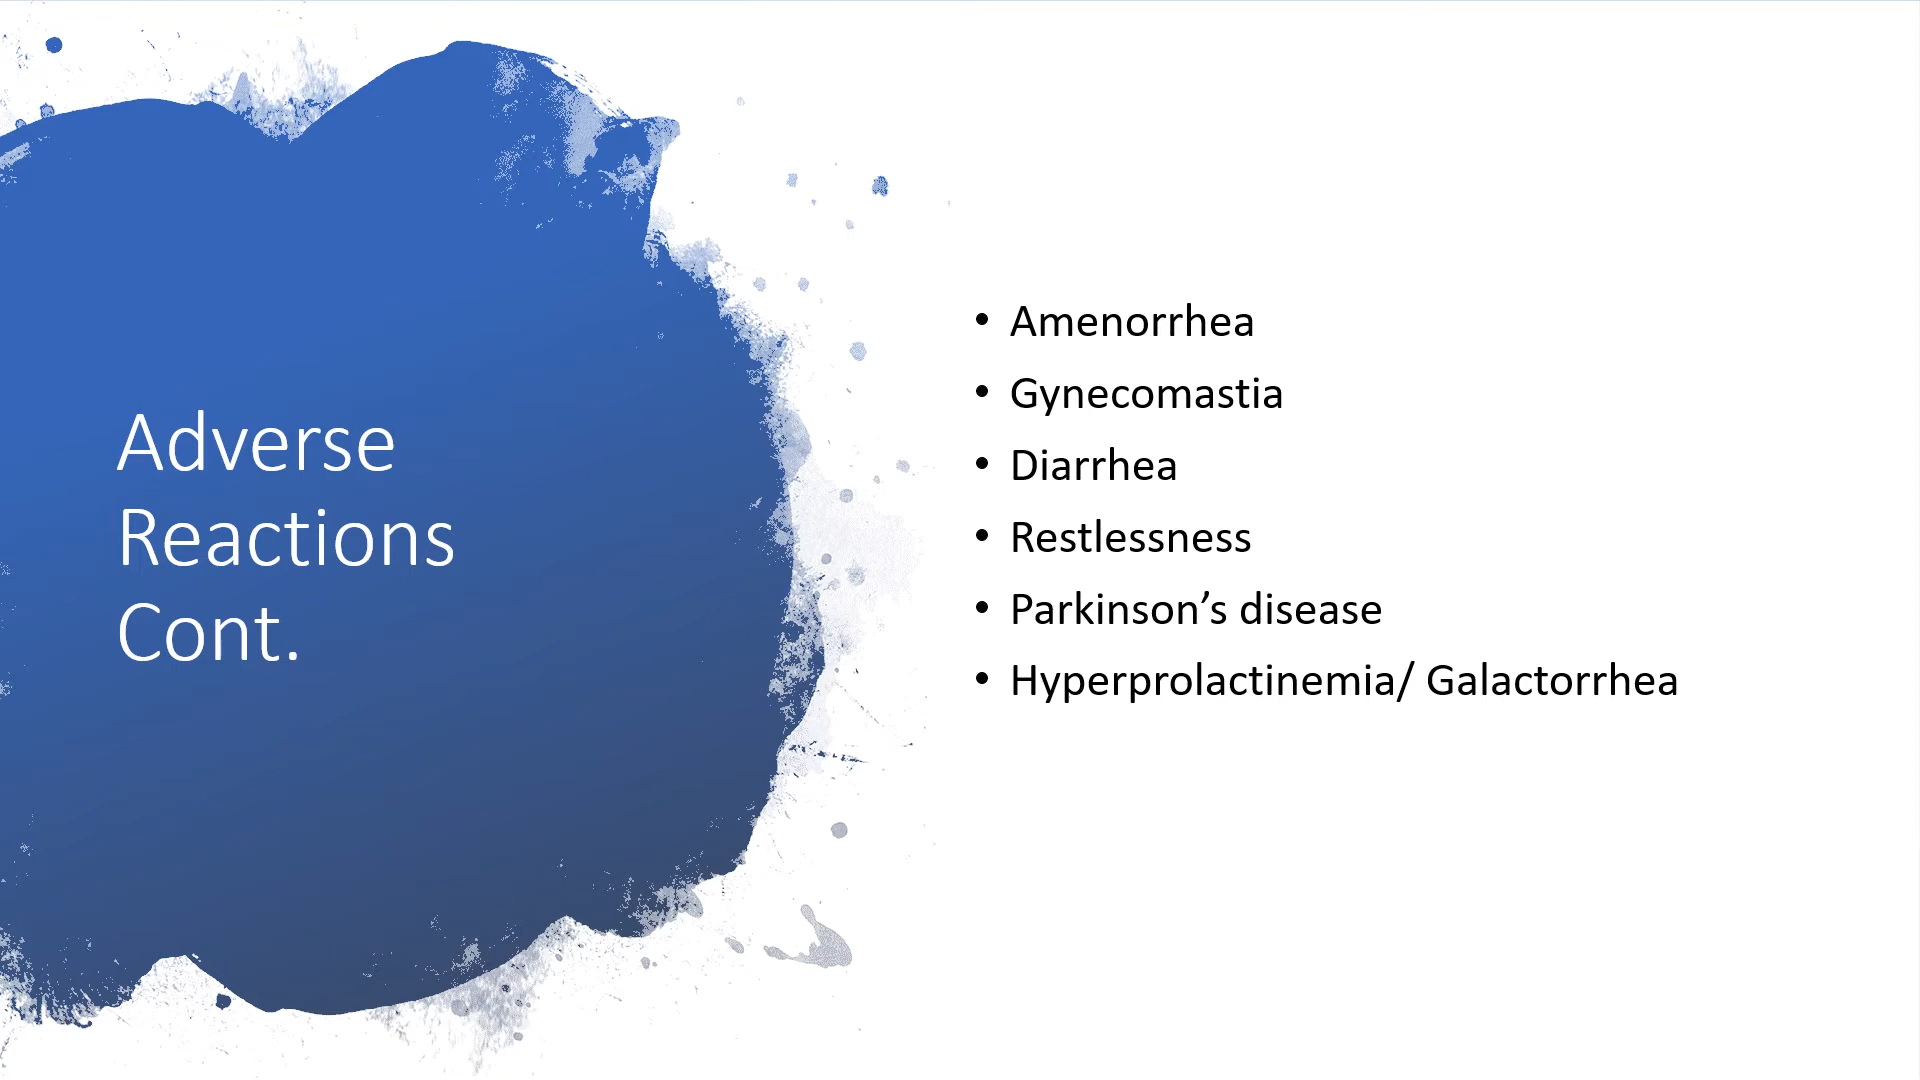 Adverse
Reactions
Cont.
• Amenorrhea
• Gynecomastia
• Diarrhea
• Restlessness
• Parkinson’s disease
• Hyperprolactinemia/ Galactorrhea